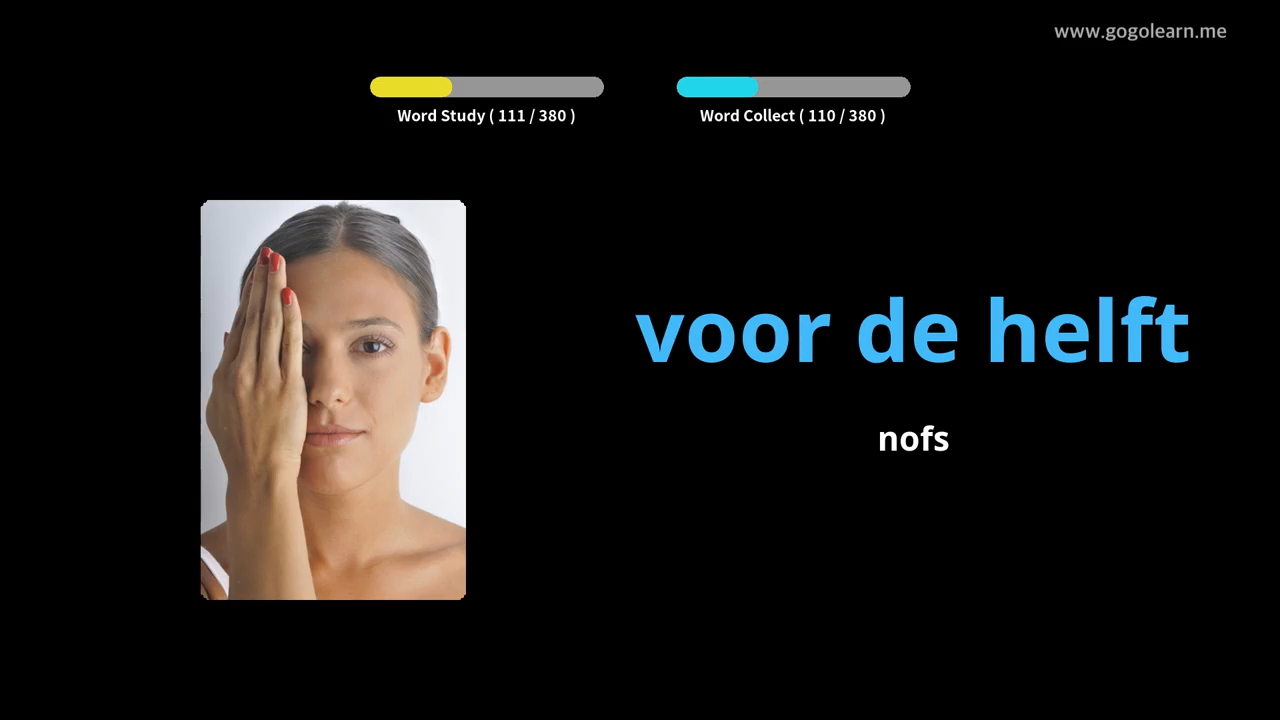 www.gogolearn.me
Word Study ( 111 / 380 )
Word Collect ( 110 / 380 )
voor de helft
nofs